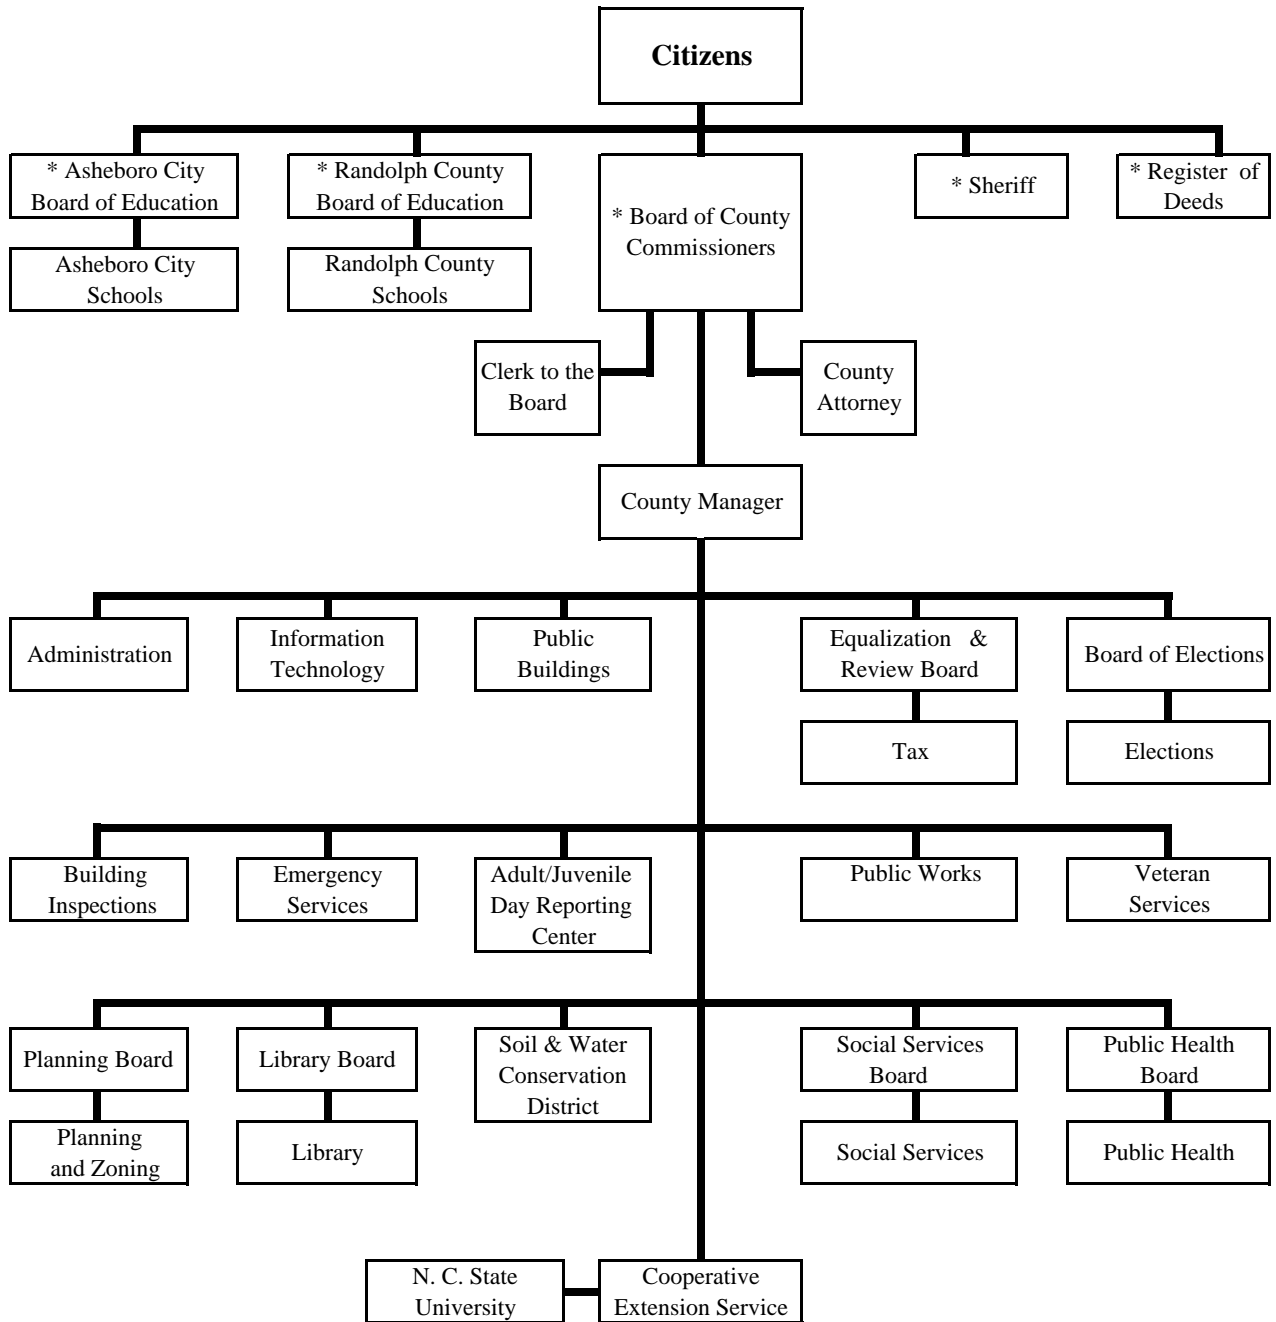 Citizens
* Asheboro City
Board of Education
* Randolph County
Board of Education
* Board of County
Commissioners
* Sheriff
* Register of
Deeds
Asheboro City
Schools
Randolph County
Schools
Clerk to the
Board
County
Attorney
County Manager
Administration
Information
Technology
Public
Buildings
Equalization &
Review Board
Board of Elections
Tax
Elections
Building
Inspections
Emergency
Services
Adult/Juvenile
Day Reporting
Center
Public Works
Veteran
Services
Planning Board
Library Board
Soil & Water
Conservation
District
Social Services
Board
Public Health
Board
Planning
and Zoning
Library
Social Services
Public Health
N. C. State
University
Cooperative
Extension Service